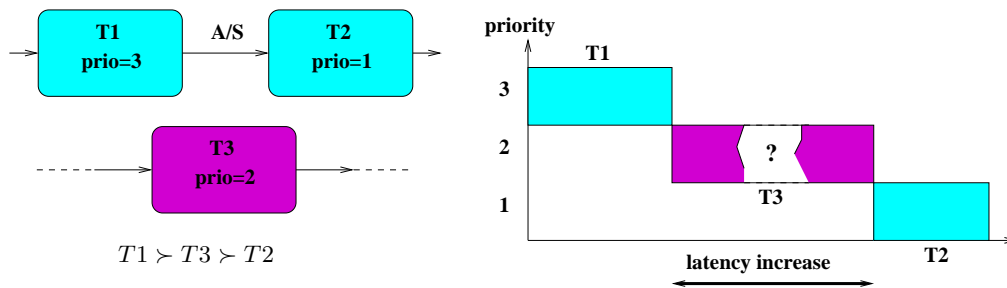 T1
prio=3
A/S
T2
prio=1
T3
prio=2
T1 ≻ T3 ≻ T2
priority
T1
3
2
?
T3
1
T2
latency increase